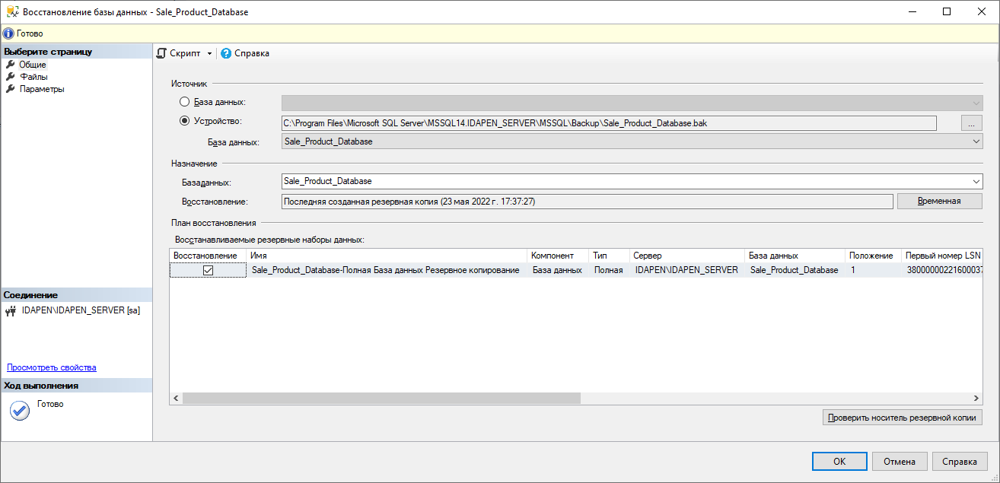 Восстановление базы данных - Sale_Product_Database
Готово
Выберите страницу
Общие
Файлы
Параметры
Скрипт
Справка
Источник
База данных:
Устройство:
C:\Program Files\Microsoft SQL Server\MSSQL14.IDAPEN_SERVER\MSSQL\Backup\Sale_Product_Database.bak
...
База данных:
Sale_Product_Database
Назначение
Базаданных:
Sale_Product_Database
Восстановление:
Последняя созданная резервная копия (23 мая 2022 г. 17:37:27)
Временная
План восстановления
Восстанавливаемые резервные наборы данных:
Восстановление Имя Компонент Тип Сервер База данных Положение Первый номер LSN
Sale_Product_Database-Полная База данных Резервное копирование База данных Полная IDAPEN\IDAPEN_SERVER Sale_Product_Database 1 3800000022160003
Соединение
IDAPEN\IDAPEN_SERVER [sa]
Просмотреть свойства
Ход выполнения
Готово
Проверить носитель резервной копии
ОК
Отмена
Справка